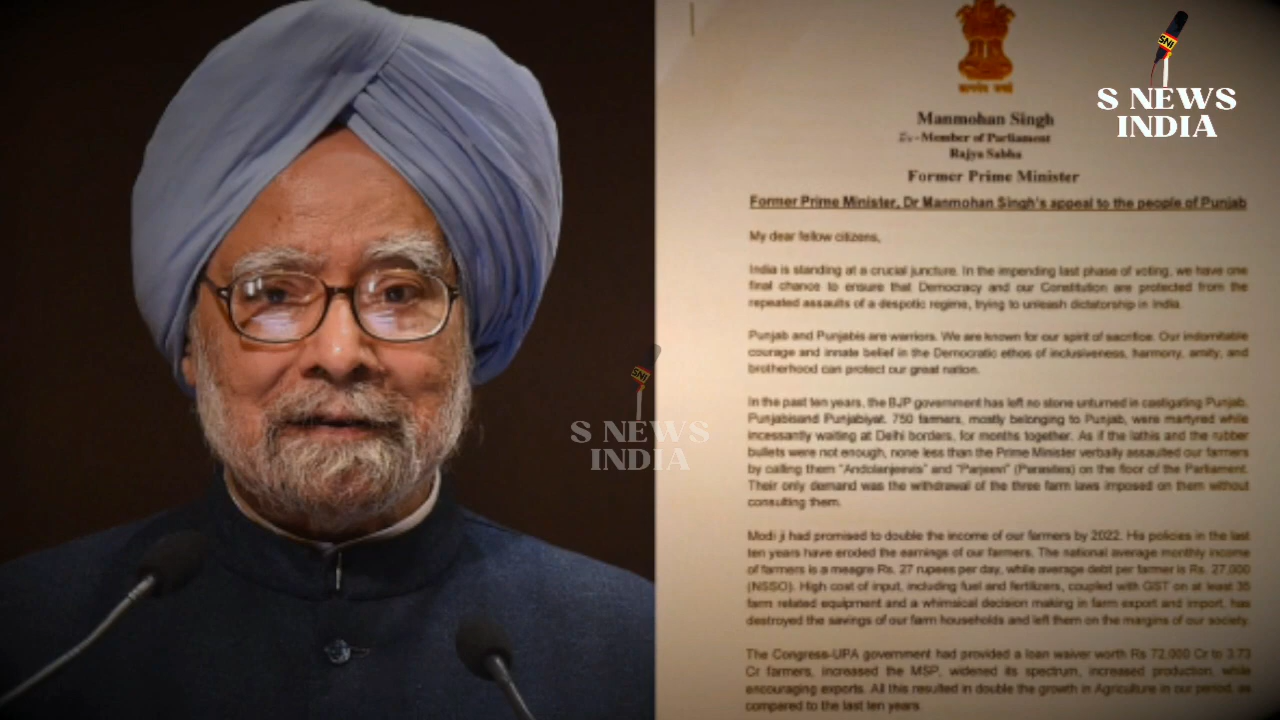 SNI
S NEWS
INDIA
SNI
S NEWS
INDIA
Manmohan Singh
Ex-Member of Parliament
Rajya Sabha
Former Prime Minister
Former Prime Minister, Dr Manmohan Singh's appeal to the people of Punjab
My dear fellow citizens,
India is standing at a crucial juncture. In the impending last phase of voting, we have one
final chance to ensure that Democracy and our Constitution are protected from the
repeated assaults of a despotic regime, trying to unleash dictatorship in India.
Punjab and Punjabis are warriors. We are known for our spirit of sacrifice. Our indomitable
courage and innate belief in the Democratic ethos of inclusiveness, harmony, amity, and
brotherhood can protect our great nation.
In the past ten years, the BJP government has left no stone unturned in castigating Punjab,
Punjabisand Punjabiyat. 750 farmers, mostly belonging to Punjab, were martyred while
incessantly waiting at Delhi borders, for months together. As if the lathis and the rubber
bullets were not enough, none less than the Prime Minister verbally assaulted our farmers
by calling them "Andolanjeevis" and "Parjeevi" (Parasites) on the floor of the Parliament.
Their only demand was the withdrawal of the three farm laws imposed on them without
consulting them.
Modi ji had promised to double the income of our farmers by 2022. His policies in the last
ten years have eroded the earnings of our farmers. The national average monthly income
of farmers is a meagre Rs. 27 rupees per day, while average debt per farmer is Rs. 27,000
(NSSO). High cost of input, including fuel and fertilizers, coupled with GST on at least 35
farm related equipment and a whimsical decision making in farm export and import, has
destroyed the savings of our farm households and left them on the margins of our society.
The Congress-UPA government had provided a loan waiver worth Rs 72,000 Cr to 3.73
Cr farmers, increased the MSP, widened its spectrum, increased production, while
encouraging exports. All this resulted in double the growth in Agriculture in our period, as
compared to the last ten years.